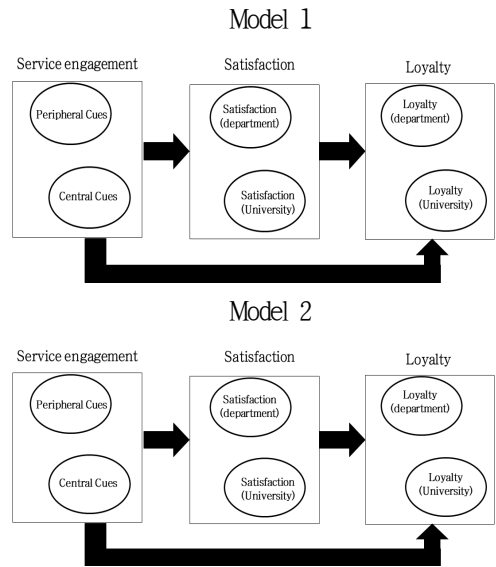 Model 1
Service engagement
Satisfaction
Loyalty
Peripheral Cues
Central Cues
Satisfaction
(department)
Satisfaction
(University)
Loyalty
(department)
Loyalty
(University)
Model 2
Service engagement
Satisfaction
Loyalty
Peripheral Cues
Central Cues
Satisfaction
(department)
Satisfaction
(University)
Loyalty
(department)
Loyalty
(University)